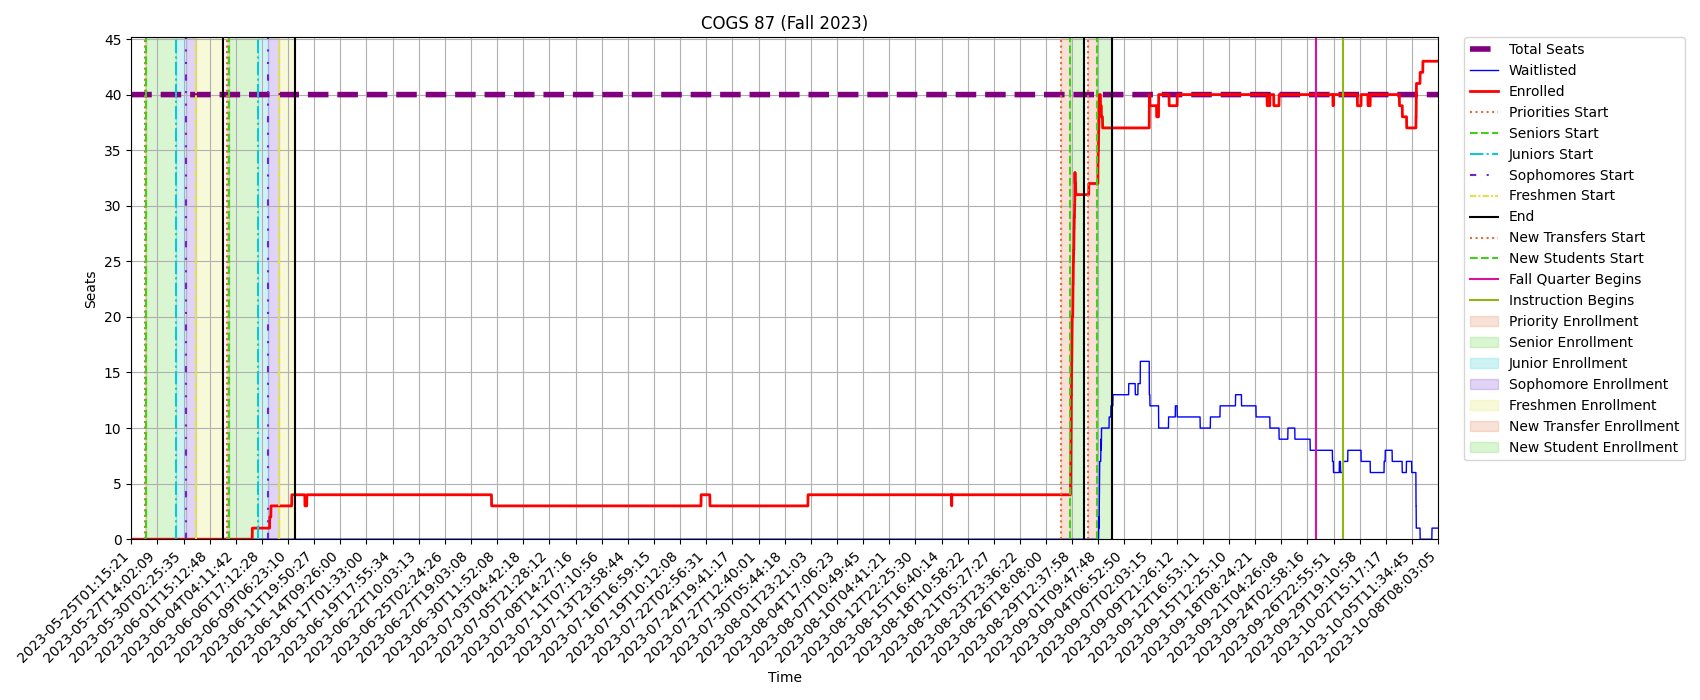 COGS 87 (Fall 2023)
45
40
35
30
25
20
15
10
5
0
Seats
2023-05-25T01:15:21
2023-05-27T14:02:09
2023-05-30T02:25:35
2023-06-01T15:12:48
2023-06-04T04:11:42
2023-06-06T17:12:28
2023-06-09T06:23:10
2023-06-11T19:50:27
2023-06-14T09:26:00
2023-06-17T01:33:00
2023-06-19T17:55:34
2023-06-22T10:03:13
2023-06-25T02:24:26
2023-06-27T19:03:08
2023-06-30T11:52:08
2023-07-03T04:42:18
2023-07-05T21:28:12
2023-07-08T14:27:16
2023-07-11T07:10:56
2023-07-13T23:58:44
2023-07-16T16:59:15
2023-07-19T10:12:08
2023-07-22T02:56:31
2023-07-24T19:41:17
2023-07-27T12:40:01
2023-07-30T05:44:18
2023-08-01T23:21:03
2023-08-04T17:06:23
2023-08-07T10:49:45
2023-08-10T04:41:21
2023-08-12T22:25:30
2023-08-15T16:40:14
2023-08-18T10:58:22
2023-08-21T05:27:27
2023-08-23T23:36:22
2023-08-26T18:08:00
2023-08-29T12:37:58
2023-09-01T09:47:48
2023-09-04T06:52:50
2023-09-07T02:03:15
2023-09-09T21:26:12
2023-09-12T16:53:11
2023-09-15T12:25:10
2023-09-18T08:24:21
2023-09-21T04:26:08
2023-09-24T02:58:16
2023-09-26T22:55:51
2023-09-29T19:10:58
2023-10-02T15:17:17
2023-10-05T11:34:45
2023-10-08T08:03:05
Time
Total Seats
Waitlisted
Enrolled
Priorities Start
Seniors Start
Juniors Start
Sophomores Start
Freshmen Start
End
New Transfers Start
New Students Start
Fall Quarter Begins
Instruction Begins
Priority Enrollment
Senior Enrollment
Junior Enrollment
Sophomore Enrollment
Freshmen Enrollment
New Transfer Enrollment
New Student Enrollment